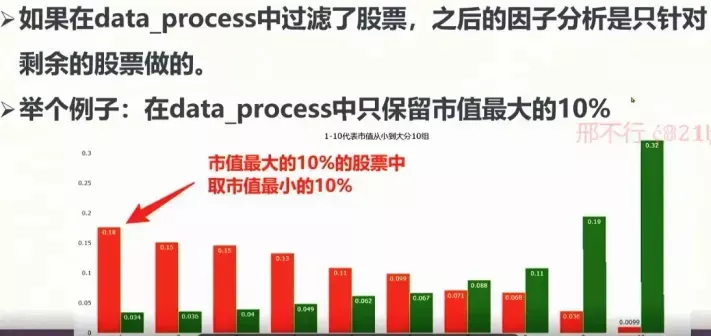 ➢如果在data_process中过滤了股票，之后的因子分析是只针对
剩余的股票做的。
➢举个例子：在data_process中只保留市值最大的10%
邢不行
1-10代表市值从小到大分10组
市值最大的10%的股票中
取市值最小的10%
0.3
0.25
0.2
0.15
0.1
0.05
0
0.18 0.034 0.15 0.036 0.15 0.04 0.13 0.049 0.11 0.062 0.099 0.067 0.071 0.088 0.068 0.11 0.036 0.19 0.0099 0.32